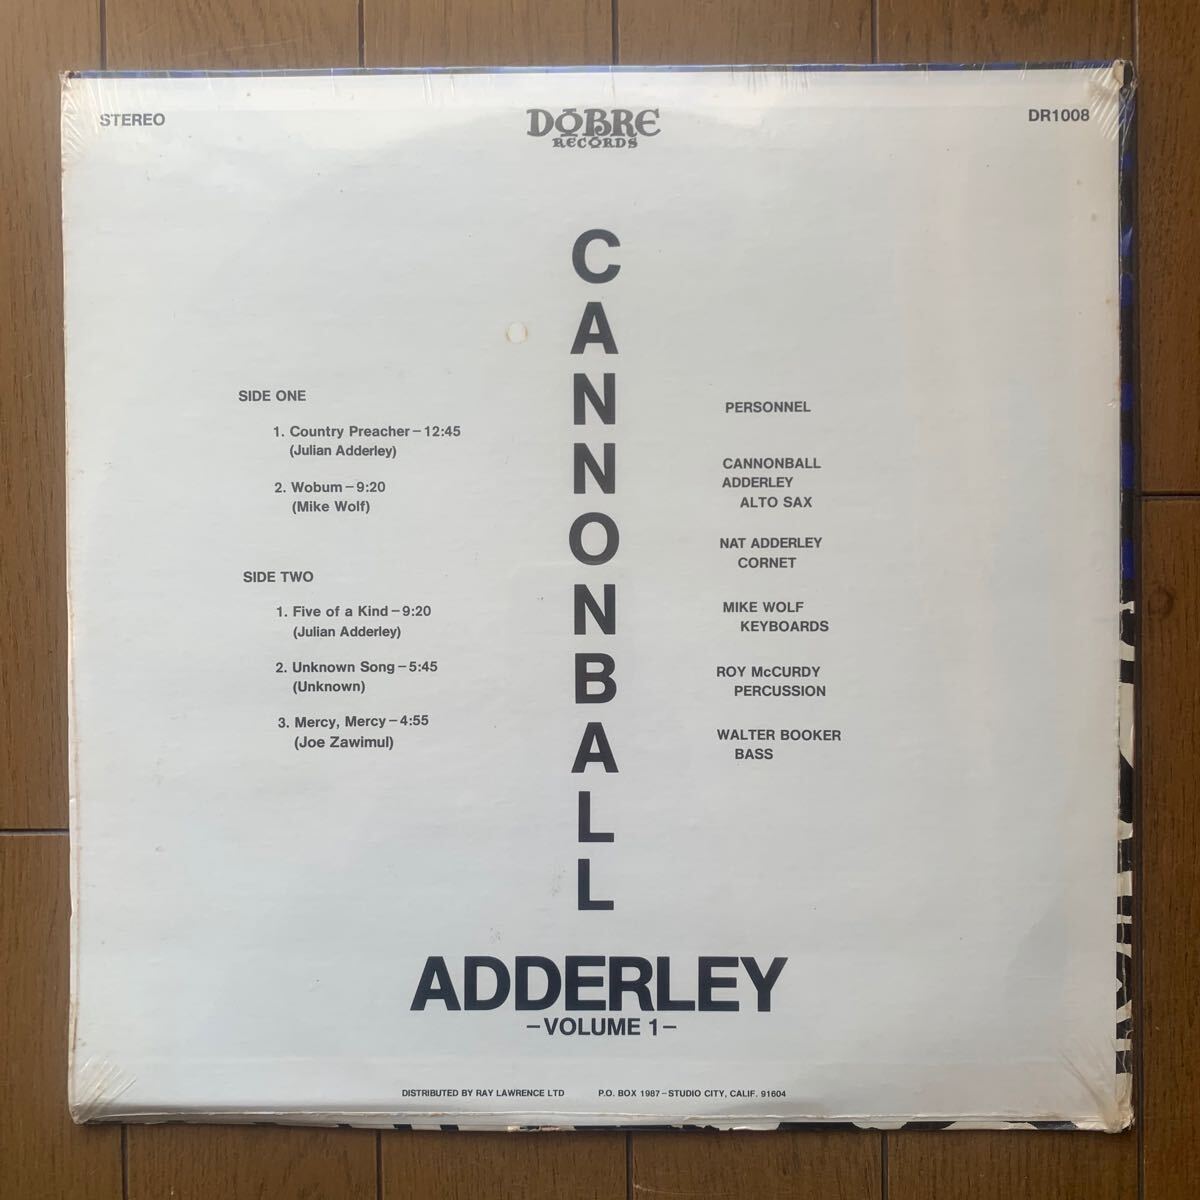 STEREO
DOBRE
RECORDS
DR1008
CANNONBALL
SIDE ONE
1. Country Preacher – 12:45
(Julian Adderley)
2. Wobum – 9:20
(Mike Wolf)
SIDE TWO
1. Five of a Kind – 9:20
(Julian Adderley)
2. Unknown Song – 5:45
(Unknown)
3. Mercy, Mercy – 4:55
(Joe Zawimul)
PERSONNEL
CANNONBALL
ADDERLEY
ALTO SAX
NAT ADDERLEY
CORNET
MIKE WOLF
KEYBOARDS
ROY McCURDY
PERCUSSION
WALTER BOOKER
BASS
ADDERLEY
– VOLUME 1 –
DISTRIBUTED BY RAY LAWRENCE LTD P.O. BOX 1987 – STUDIO CITY, CALIF. 91604